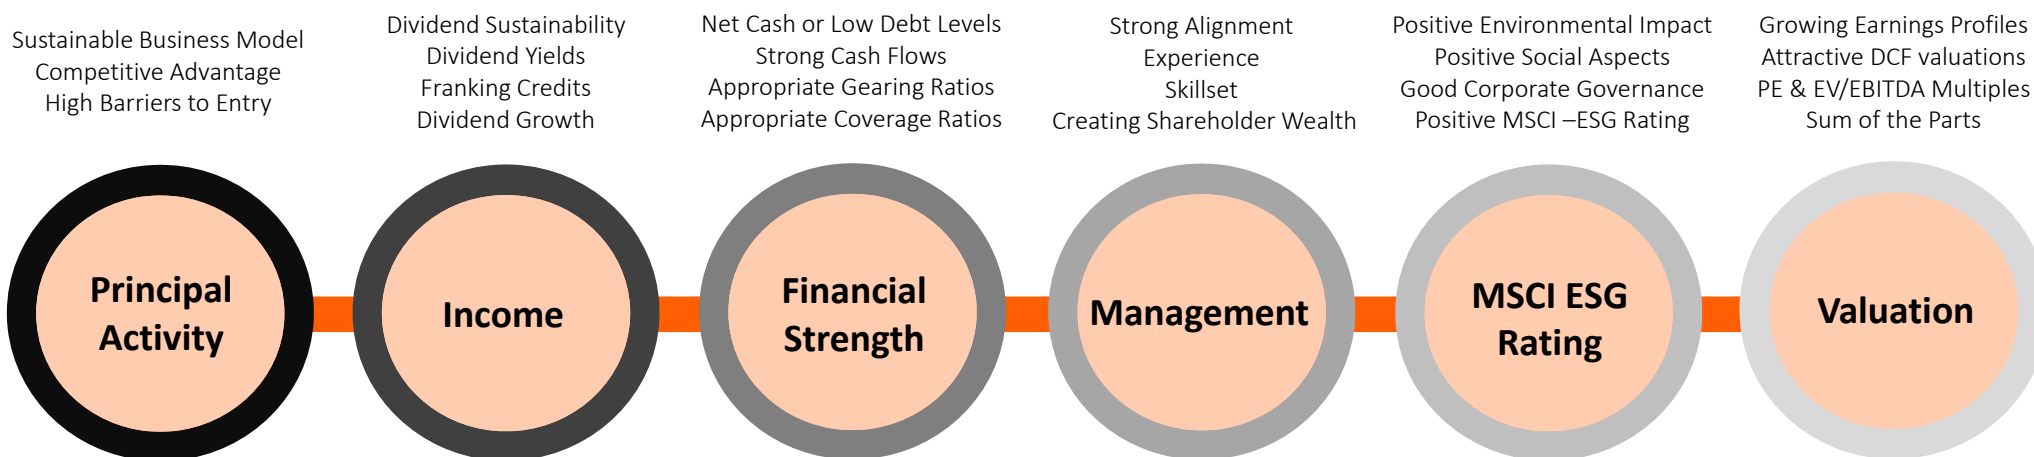 Sustainable Business Model
Competitive Advantage
High Barriers to Entry
Principal
Activity
Dividend Sustainability
Dividend Yields
Franking Credits
Dividend Growth
Income
Net Cash or Low Debt Levels
Strong Cash Flows
Appropriate Gearing Ratios
Appropriate Coverage Ratios
Financial
Strength
Strong Alignment
Experience
Skillset
Creating Shareholder Wealth
Management
Positive Environmental Impact
Positive Social Aspects
Good Corporate Governance
Positive MSCI –ESG Rating
MSCI ESG
Rating
Growing Earnings Profiles
Attractive DCF valuations
PE & EV/EBITDA Multiples
Sum of the Parts
Valuation